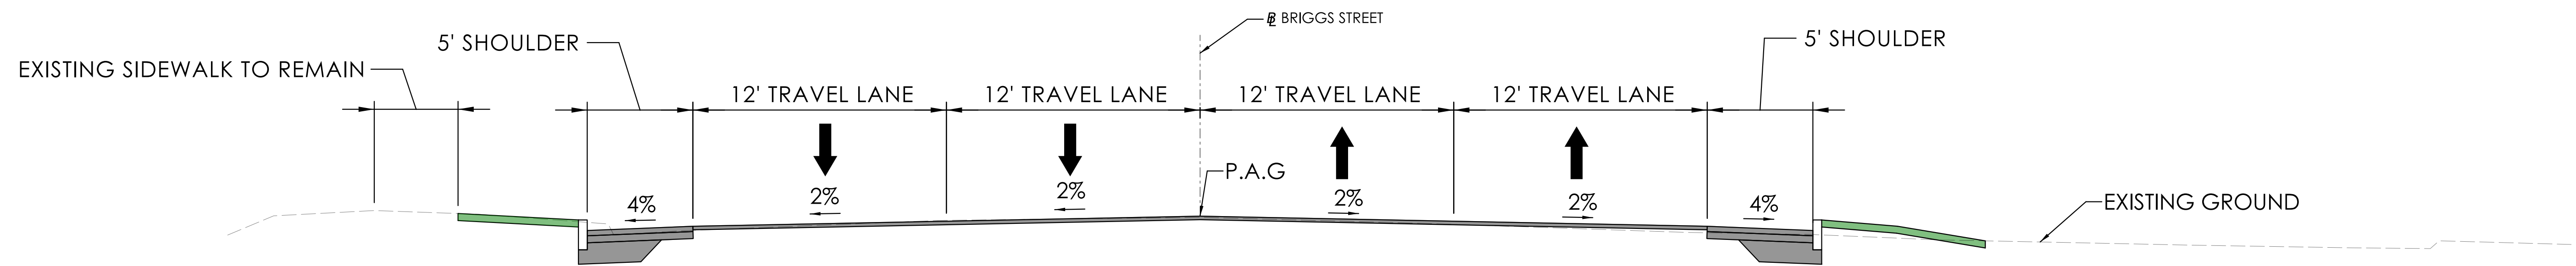 ℄ BRIGGS STREET
5' SHOULDER
5' SHOULDER
EXISTING SIDEWALK TO REMAIN
12' TRAVEL LANE
12' TRAVEL LANE
12' TRAVEL LANE
12' TRAVEL LANE
P.A.G
4%
2%
2%
2%
2%
4%
EXISTING GROUND